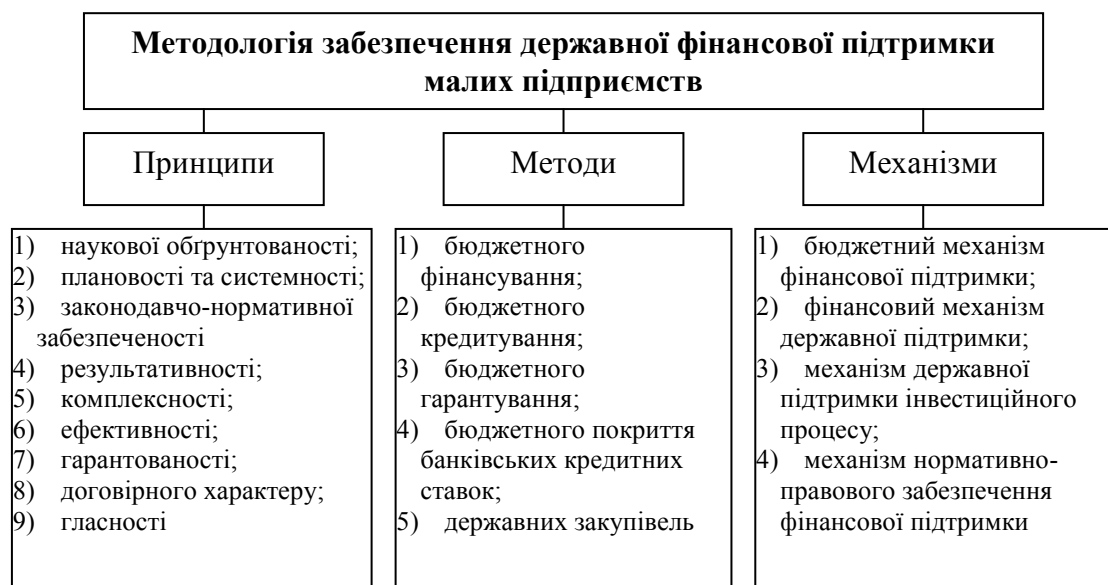 Методологія забезпечення державної фінансової підтримки
малих підприємств
Принципи
Методи
Механізми
1) наукової обґрунтованості;
2) плановості та системності;
3) законодавчо-нормативної
забезпеченості
4) результативності;
5) комплексності;
6) ефективності;
7) гарантованості;
8) договірного характеру;
9) гласності
1) бюджетного
фінансування;
2) бюджетного
кредитування;
3) бюджетного
гарантування;
4) бюджетного покриття
банківських кредитних
ставок;
5) державних закупівель
1) бюджетний механізм
фінансової підтримки;
2) фінансовий механізм
державної підтримки;
3) механізм державної
підтримки інвестиційного
процесу;
4) механізм нормативно-
правового забезпечення
фінансової підтримки